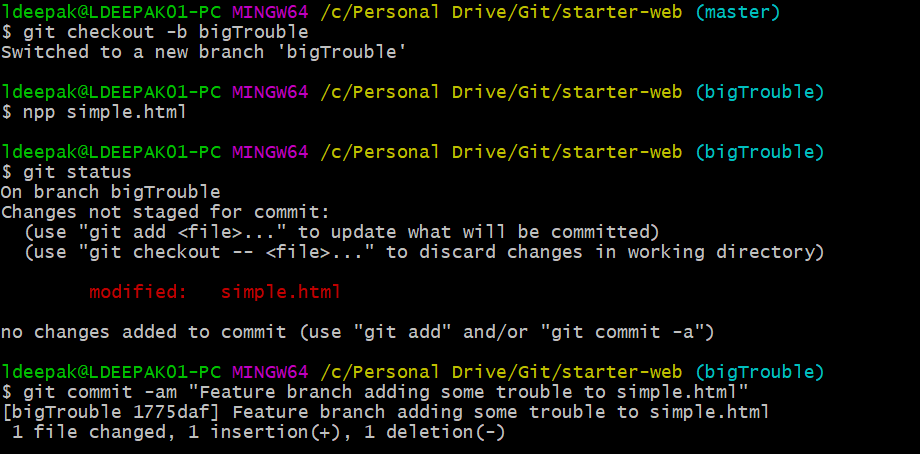 ldeepak@LDEEPAK01-PC MINGW64 /c/Personal Drive/Git/starter-web (master)
$ git checkout -b bigTrouble
Switched to a new branch 'bigTrouble'
ldeepak@LDEEPAK01-PC MINGW64 /c/Personal Drive/Git/starter-web (bigTrouble)
$ npp simple.html
ldeepak@LDEEPAK01-PC MINGW64 /c/Personal Drive/Git/starter-web (bigTrouble)
$ git status
On branch bigTrouble
Changes not staged for commit:
  (use "git add <file>..." to update what will be committed)
  (use "git checkout -- <file>..." to discard changes in working directory)
        modified:   simple.html
no changes added to commit (use "git add" and/or "git commit -a")
ldeepak@LDEEPAK01-PC MINGW64 /c/Personal Drive/Git/starter-web (bigTrouble)
$ git commit -am "Feature branch adding some trouble to simple.html"
[bigTrouble 1775daf] Feature branch adding some trouble to simple.html
 1 file changed, 1 insertion(+), 1 deletion(-)